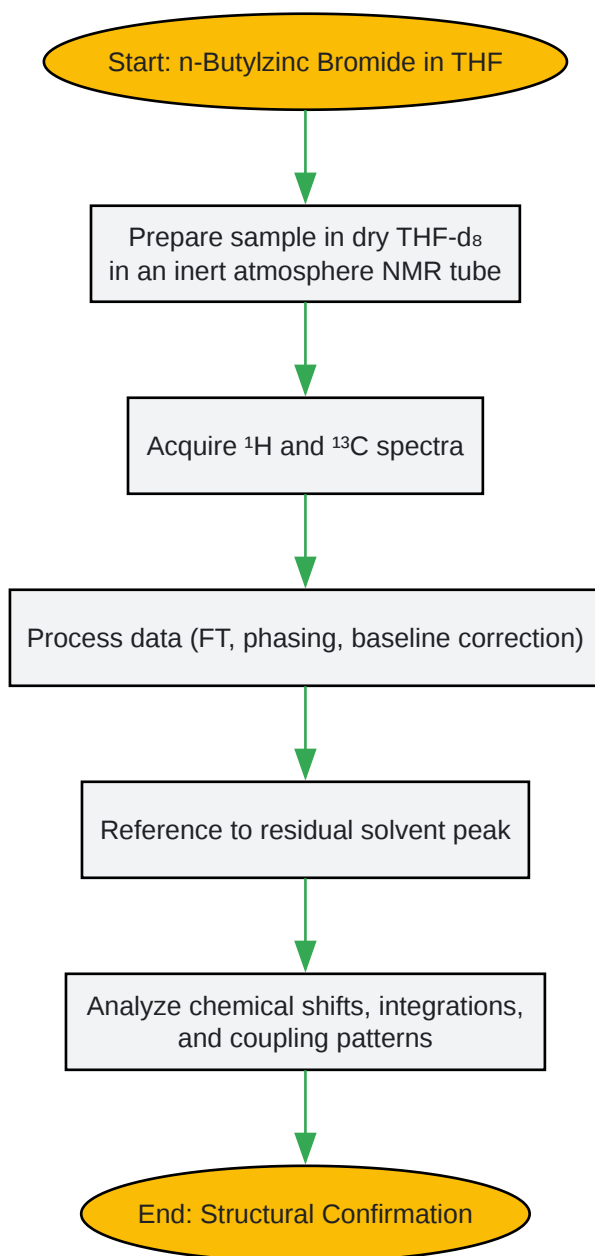 Start: n-Butylzinc Bromide in THF
Prepare sample in dry THF-d₈
in an inert atmosphere NMR tube
Acquire ¹H and ¹³C spectra
Process data (FT, phasing, baseline correction)
Reference to residual solvent peak
Analyze chemical shifts, integrations,
and coupling patterns
End: Structural Confirmation